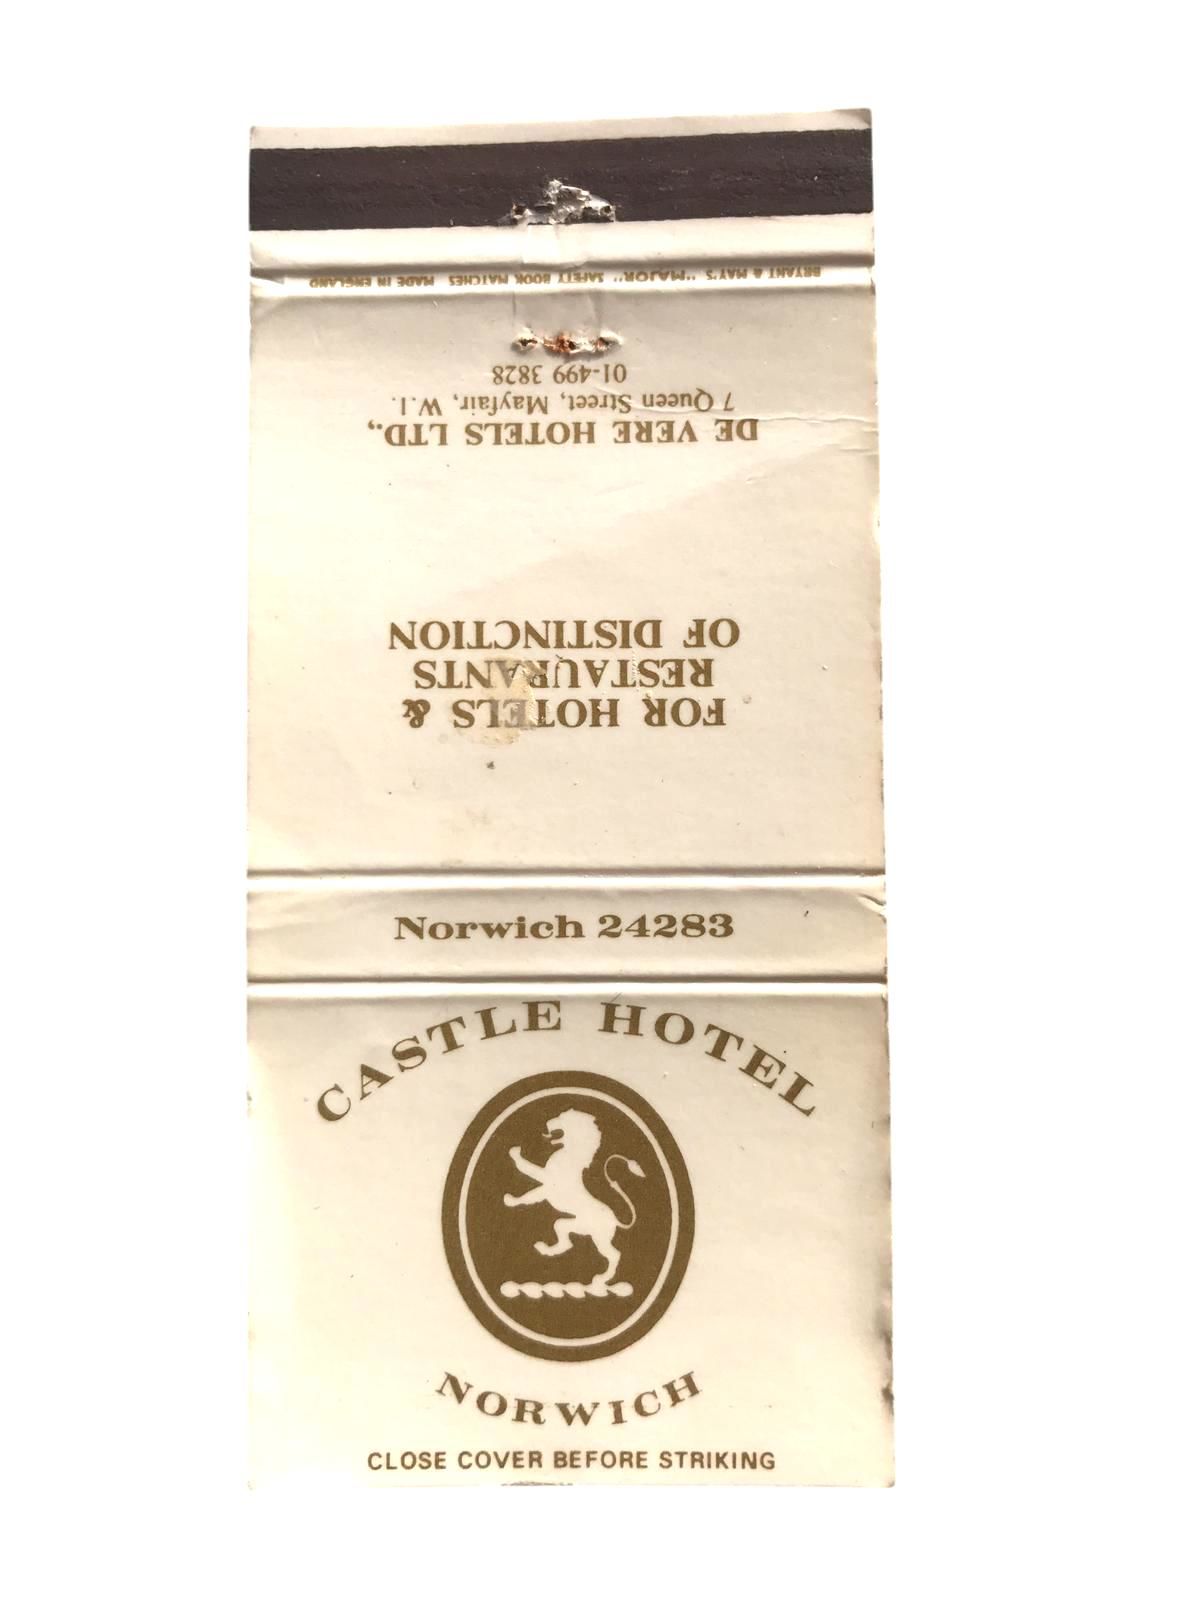 BRYANT & MAY'S "MAJOR" SAFETY BOOK MATCHES MADE IN ENGLAND
FOR HOTELS &
RESTAURANTS
OF DISTINCTION
DE VERE HOTELS LTD.,
7 Queen Street, Mayfair, W.1.
01-499 3828
Norwich 24283
CASTLE HOTEL
NORWICH
CLOSE COVER BEFORE STRIKING